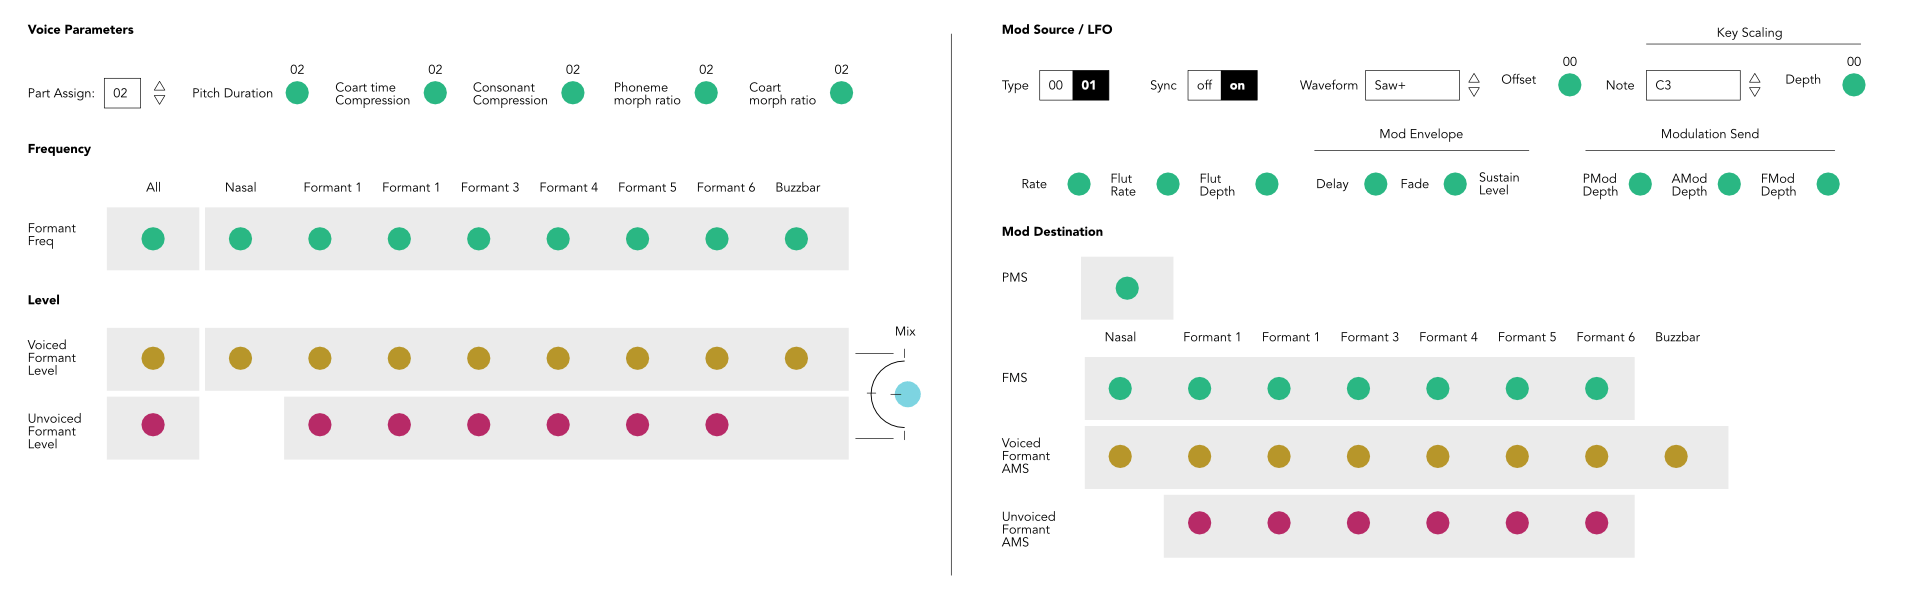 Voice Parameters
02 02 02 02 02
Part Assign: 02 Pitch Duration Coart time Consonant Phoneme Coart
Compression Compression morph ratio morph ratio
Frequency
All Nasal Formant 1 Formant 1 Formant 3 Formant 4 Formant 5 Formant 6 Buzzbar
Formant
Freq
Level
Voiced
Formant
Level
Mix
Unvoiced
Formant
Level
Mod Source / LFO
Key Scaling
00 00
Type 00 01 Sync off on Waveform Saw+ Offset Note C3 Depth
Mod Envelope Modulation Send
Rate Flut Flut Delay Fade Sustain PMod AMod FMod
Rate Depth Level Depth Depth Depth
Mod Destination
PMS
Nasal Formant 1 Formant 1 Formant 3 Formant 4 Formant 5 Formant 6 Buzzbar
FMS
Voiced
Formant
AMS
Unvoiced
Formant
AMS